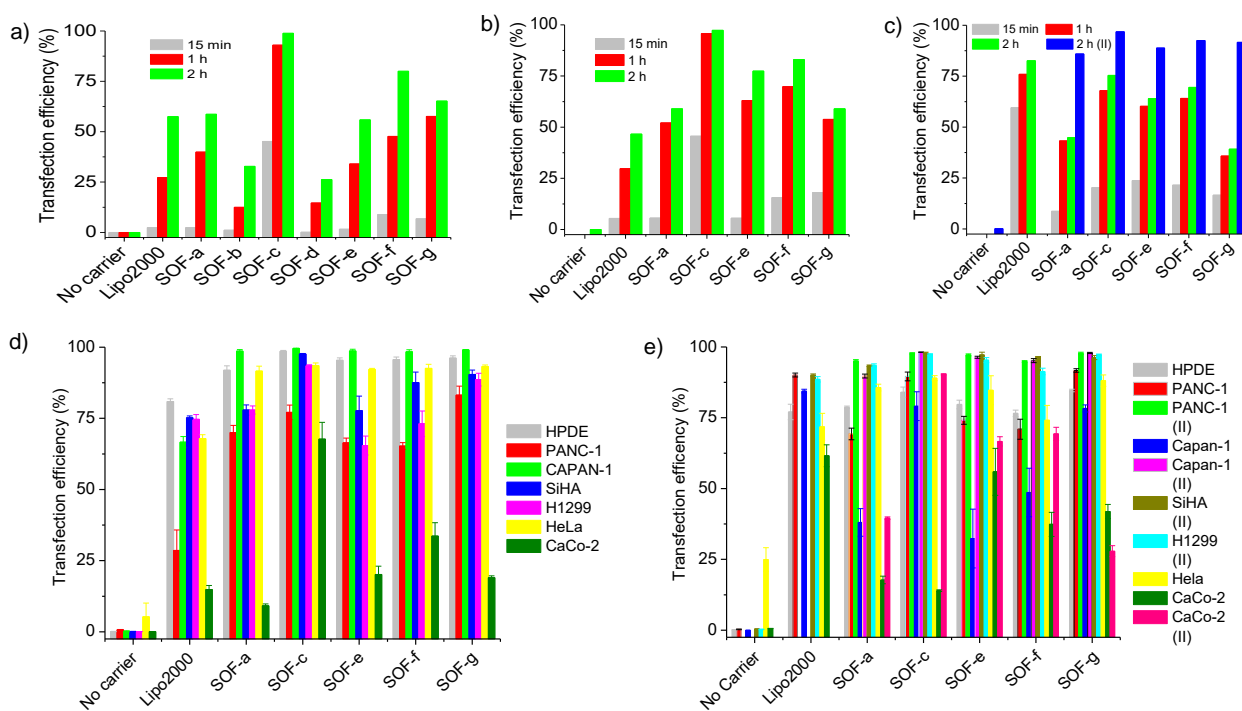 a)
Transfection efficiency (%)
100
75
50
25
0
15 min
1 h
2 h
No carrier
Lipo2000
SOF-a
SOF-b
SOF-c
SOF-d
SOF-e
SOF-f
SOF-g
b)
Transfection efficiency (%)
100
75
50
25
0
15 min
1 h
2 h
No carrier
Lipo2000
SOF-a
SOF-c
SOF-e
SOF-f
SOF-g
c)
Transfection efficiency (%)
100
75
50
25
0
15 min
1 h
2 h
2 h (II)
No carrier
Lipo2000
SOF-a
SOF-c
SOF-e
SOF-f
SOF-g
d)
Transfection efficiency (%)
100
75
50
25
0
No carrier
Lipo2000
SOF-a
SOF-c
SOF-e
SOF-f
SOF-g
HPDE
PANC-1
CAPAN-1
SiHA
H1299
HeLa
CaCo-2
e)
Transfection efficency (%)
100
75
50
25
0
No Carrier
Lipo2000
SOF-a
SOF-c
SOF-e
SOF-f
SOF-g
HPDE
PANC-1
PANC-1
(II)
Capan-1
Capan-1
(II)
SiHA
(II)
H1299
(II)
Hela
CaCo-2
CaCo-2
(II)